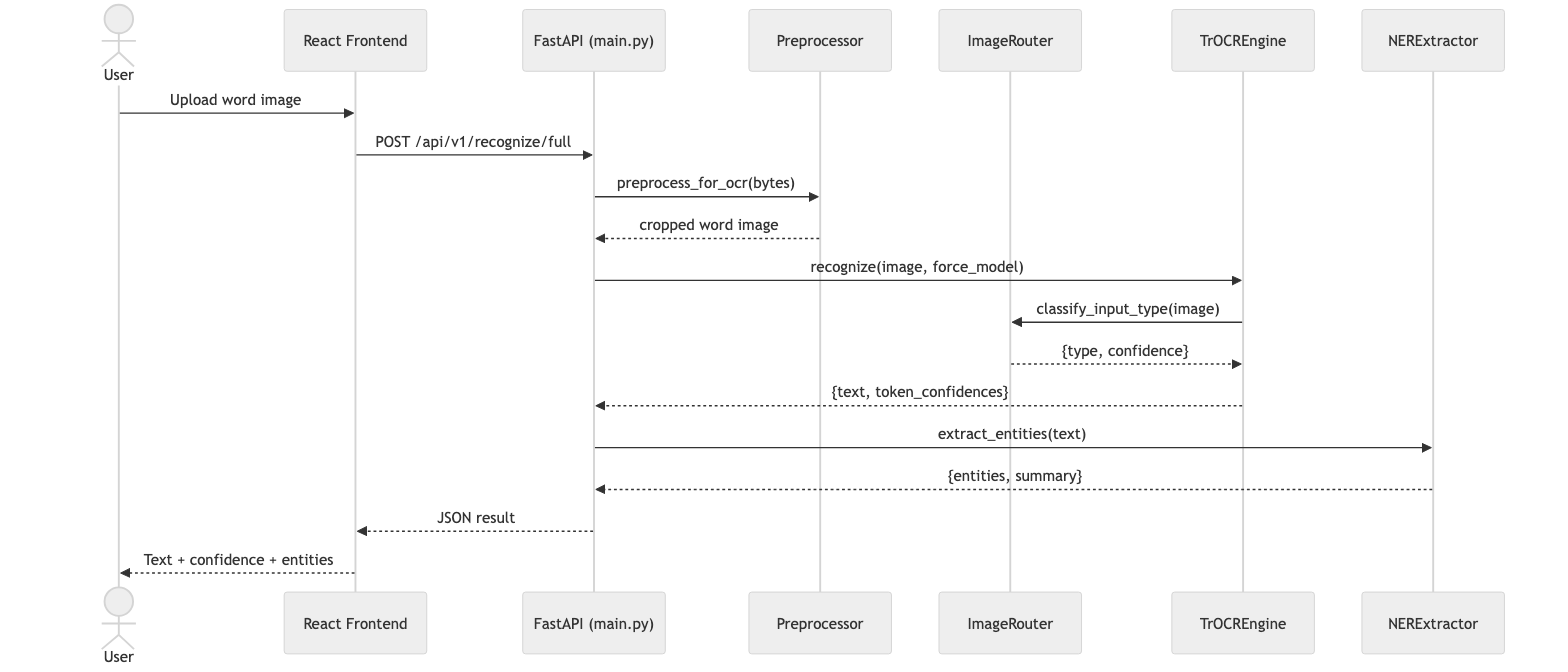 React Frontend
FastAPI (main.py)
Preprocessor
ImageRouter
TrOCREngine
NERExtractor
User
Upload word image
POST /api/v1/recognize/full
preprocess_for_ocr(bytes)
cropped word image
recognize(image, force_model)
classify_input_type(image)
{type, confidence}
{text, token_confidences}
extract_entities(text)
{entities, summary}
JSON result
Text + confidence + entities
React Frontend
FastAPI (main.py)
Preprocessor
ImageRouter
TrOCREngine
NERExtractor
User